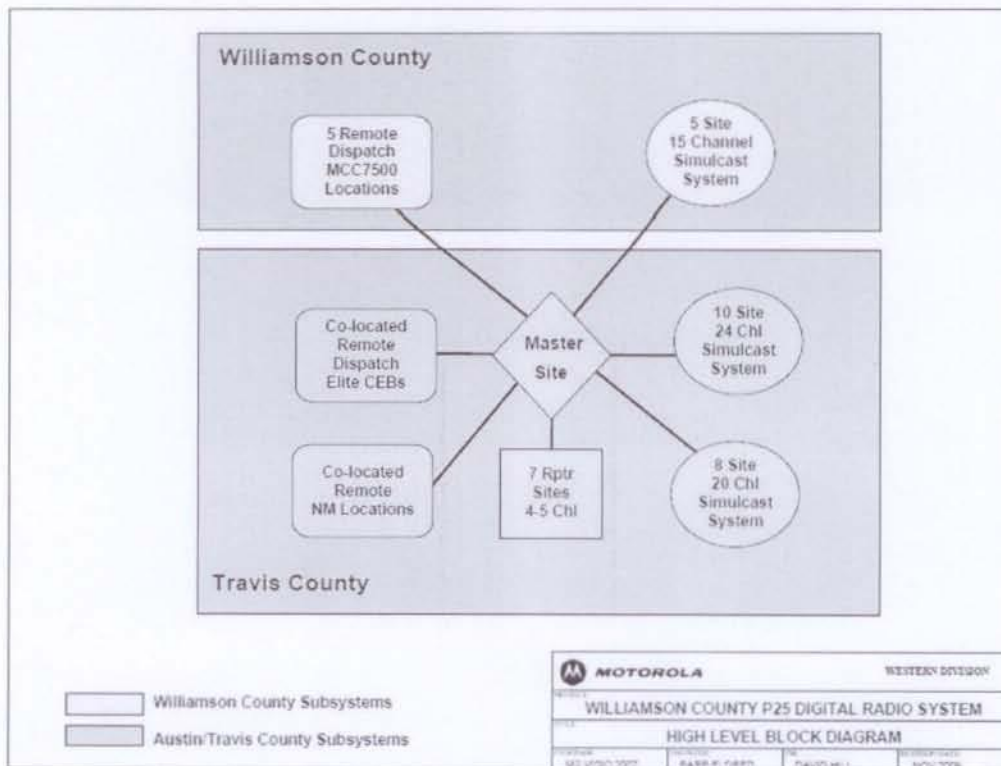 Williamson County
5 Remote
Dispatch
MCC7500
Locations
5 Site
15 Channel
Simulcast
System
Co-located
Remote
Dispatch
Elite CEBs
Master
Site
10 Site
24 Chl
Simulcast
System
Co-located
Remote
NM Locations
7 Rptr
Sites
4-5 Chl
8 Site
20 Chl
Simulcast
System
Travis County
Williamson County Subsystems
Austin/Travis County Subsystems
MOTOROLA
WESTERN DIVISION
WILLIAMSON COUNTY P25 DIGITAL RADIO SYSTEM
HIGH LEVEL BLOCK DIAGRAM
DAVID HILL